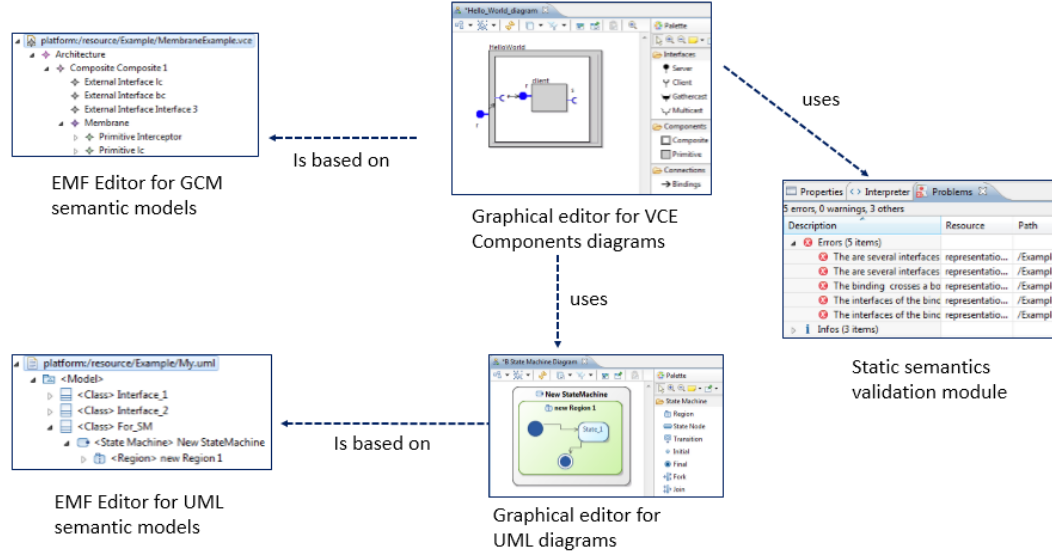 platform:/resource/Example/MembraneExample.vce
Architecture
Composite Composite 1
External Interface Ic
External Interface bc
External Interface Interface 3
Membrane
Primitive Interceptor
Primitive Ic
EMF Editor for GCM
semantic models
Is based on
*Hello_World_diagram
HelloWorld
client
r
s
r
Palette
Interfaces
Server
Client
Gathercast
Multicast
Components
Composite
Primitive
Connections
Bindings
Graphical editor for VCE
Components diagrams
uses
uses
Properties
Interpreter
Problems
5 errors, 0 warnings, 3 others
Description Resource Path
Errors (5 items)
The are several interfaces representatio... /Exampl
The are several interfaces representatio... /Exampl
The binding crosses a bo representatio... /Exampl
The interfaces of the binc representatio... /Exampl
The interfaces of the binc representatio... /Exampl
Infos (3 items)
Static semantics
validation module
platform:/resource/Example/My.uml
<Model>
<Class> Interface_1
<Class> Interface_2
<Class> For_SM
<State Machine> New StateMachine
<Region> new Region 1
EMF Editor for UML
semantic models
Is based on
*B State Machine Diagram
New StateMachine
new Region 1
State_1
Palette
State Machine
Region
State Node
Transition
Initial
Final
Fork
Join
Graphical editor for
UML diagrams